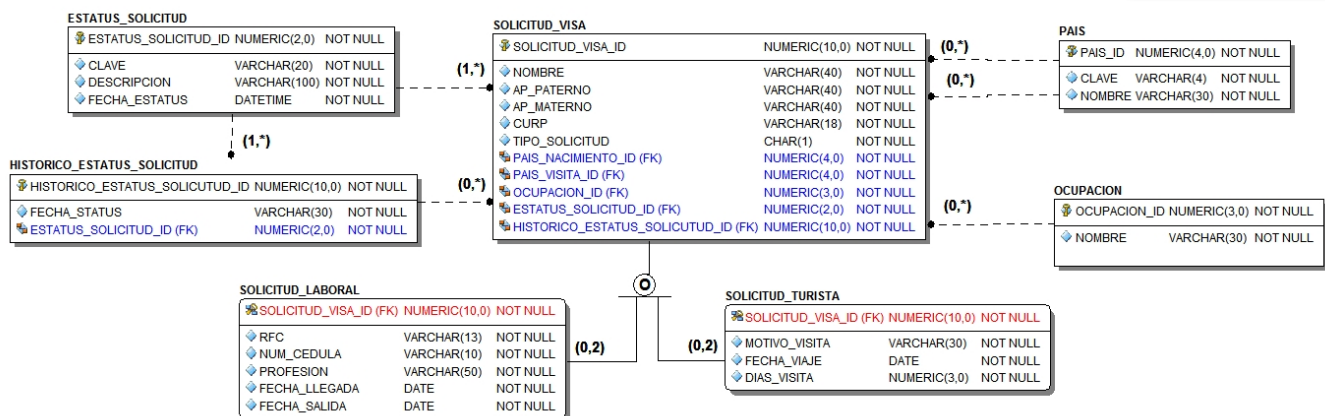 ESTATUS_SOLICITUD
ESTATUS_SOLICITUD_ID NUMERIC(2,0) NOT NULL
CLAVE VARCHAR(20) NOT NULL
DESCRIPCION VARCHAR(100) NOT NULL
FECHA_ESTATUS DATETIME NOT NULL
(1,*)
(1,*)
HISTORICO_ESTATUS_SOLICITUD
HISTORICO_ESTATUS_SOLICUTUD_ID NUMERIC(10,0) NOT NULL
FECHA_STATUS VARCHAR(30) NOT NULL
ESTATUS_SOLICITUD_ID (FK) NUMERIC(2,0) NOT NULL
(0,*)
SOLICITUD_VISA
SOLICITUD_VISA_ID NUMERIC(10,0) NOT NULL
NOMBRE VARCHAR(40) NOT NULL
AP_PATERNO VARCHAR(40) NOT NULL
AP_MATERNO VARCHAR(40) NOT NULL
CURP VARCHAR(18) NOT NULL
TIPO_SOLICITUD CHAR(1) NOT NULL
PAIS_NACIMIENTO_ID (FK) NUMERIC(4,0) NOT NULL
PAIS_VISITA_ID (FK) NUMERIC(4,0) NOT NULL
OCUPACION_ID (FK) NUMERIC(3,0) NOT NULL
ESTATUS_SOLICITUD_ID (FK) NUMERIC(2,0) NOT NULL
HISTORICO_ESTATUS_SOLICUTUD_ID (FK) NUMERIC(10,0) NOT NULL
(0,*)
(0,*)
PAIS
PAIS_ID NUMERIC(4,0) NOT NULL
CLAVE VARCHAR(4) NOT NULL
NOMBRE VARCHAR(30) NOT NULL
(0,*)
OCUPACION
OCUPACION_ID NUMERIC(3,0) NOT NULL
NOMBRE VARCHAR(30) NOT NULL
O
SOLICITUD_LABORAL
SOLICITUD_VISA_ID (FK) NUMERIC(10,0) NOT NULL
RFC VARCHAR(13) NOT NULL
NUM_CEDULA VARCHAR(10) NOT NULL
PROFESION VARCHAR(50) NOT NULL
FECHA_LLEGADA DATE NOT NULL
FECHA_SALIDA DATE NOT NULL
(0,2)
(0,2)
SOLICITUD_TURISTA
SOLICITUD_VISA_ID (FK) NUMERIC(10,0) NOT NULL
MOTIVO_VISITA VARCHAR(30) NOT NULL
FECHA_VIAJE DATE NOT NULL
DIAS_VISITA NUMERIC(3,0) NOT NULL